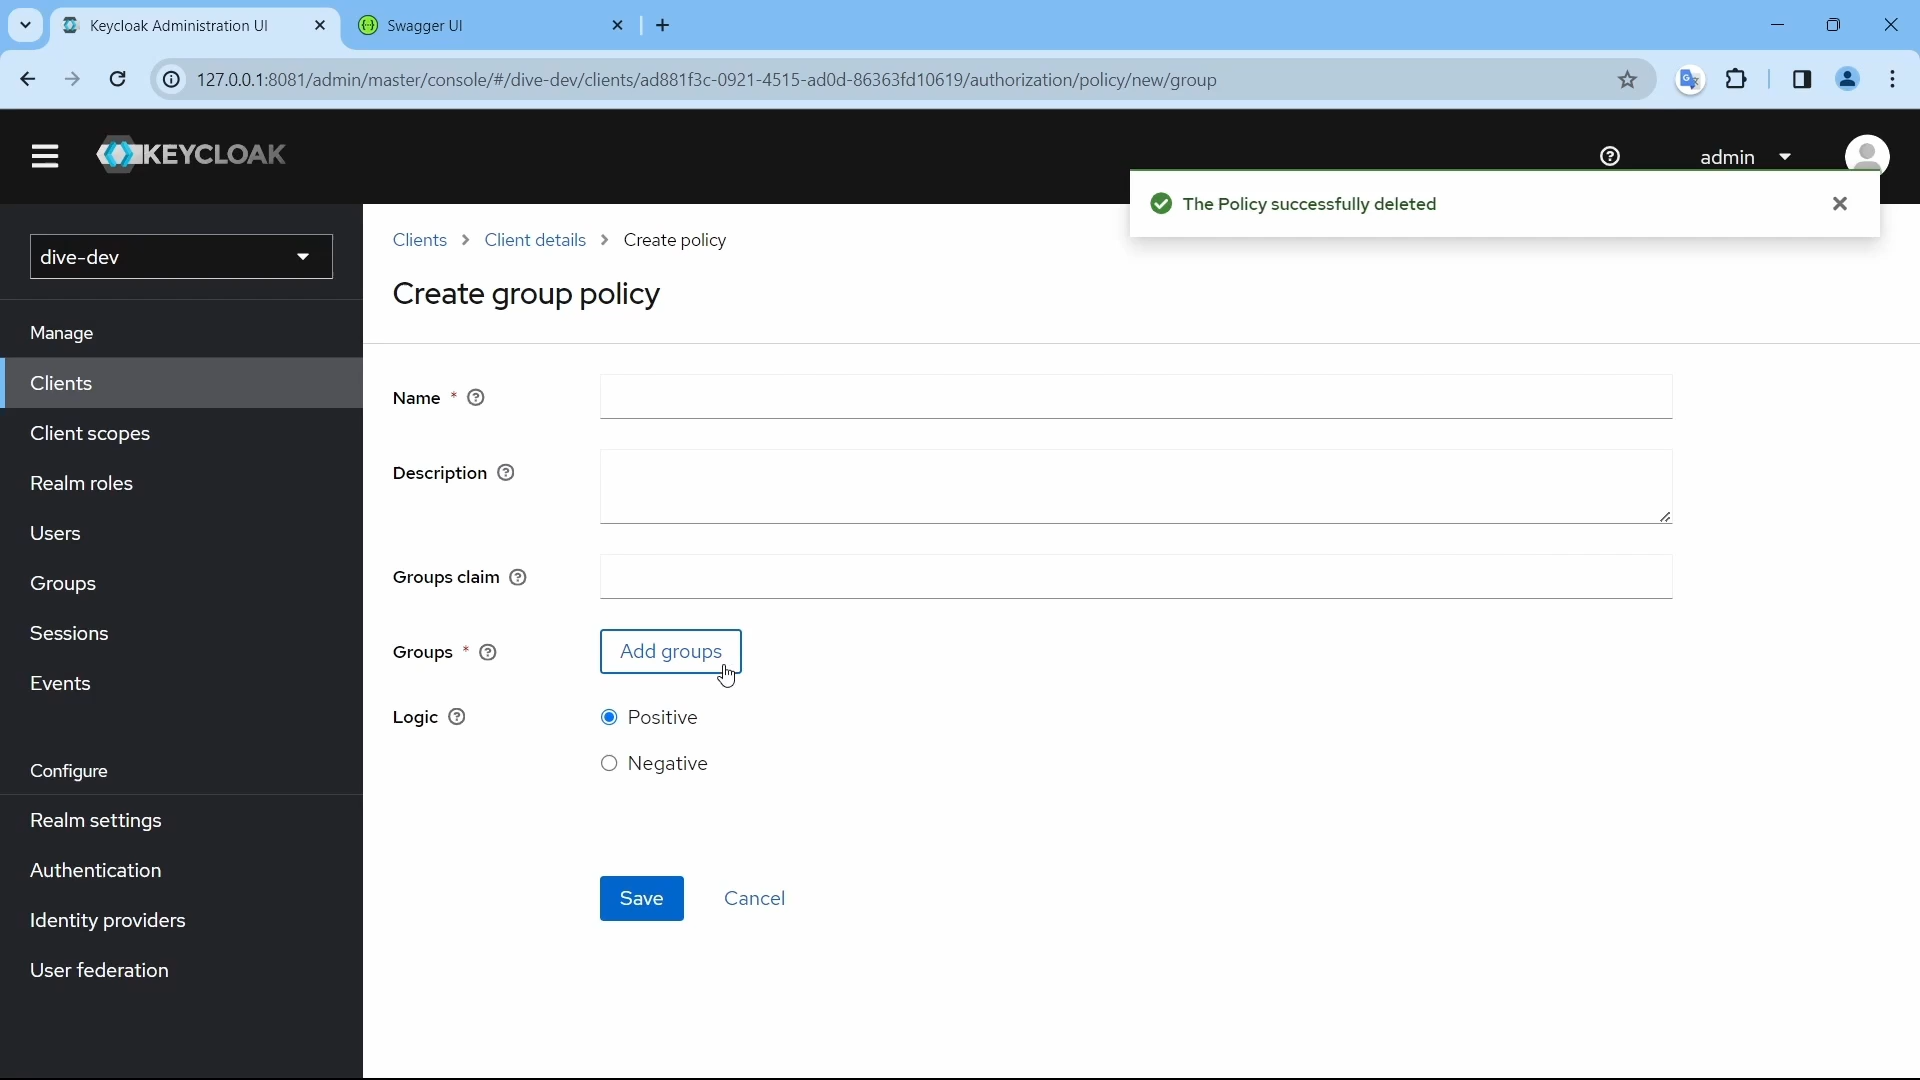 Keycloak Administration UI
Swagger UI
127.0.0.1:8081/admin/master/console/#/dive-dev/clients/ad881f3c-0921-4515-ad0d-86363fd10619/authorization/policy/new/group
KEYCLOAK
admin
The Policy successfully deleted
dive-dev
Manage
Clients
Client scopes
Realm roles
Users
Groups
Sessions
Events
Configure
Realm settings
Authentication
Identity providers
User federation
Clients > Client details > Create policy
Create group policy
Name *
Description
Groups claim
Groups *
Add groups
Logic
Positive
Negative
Save
Cancel